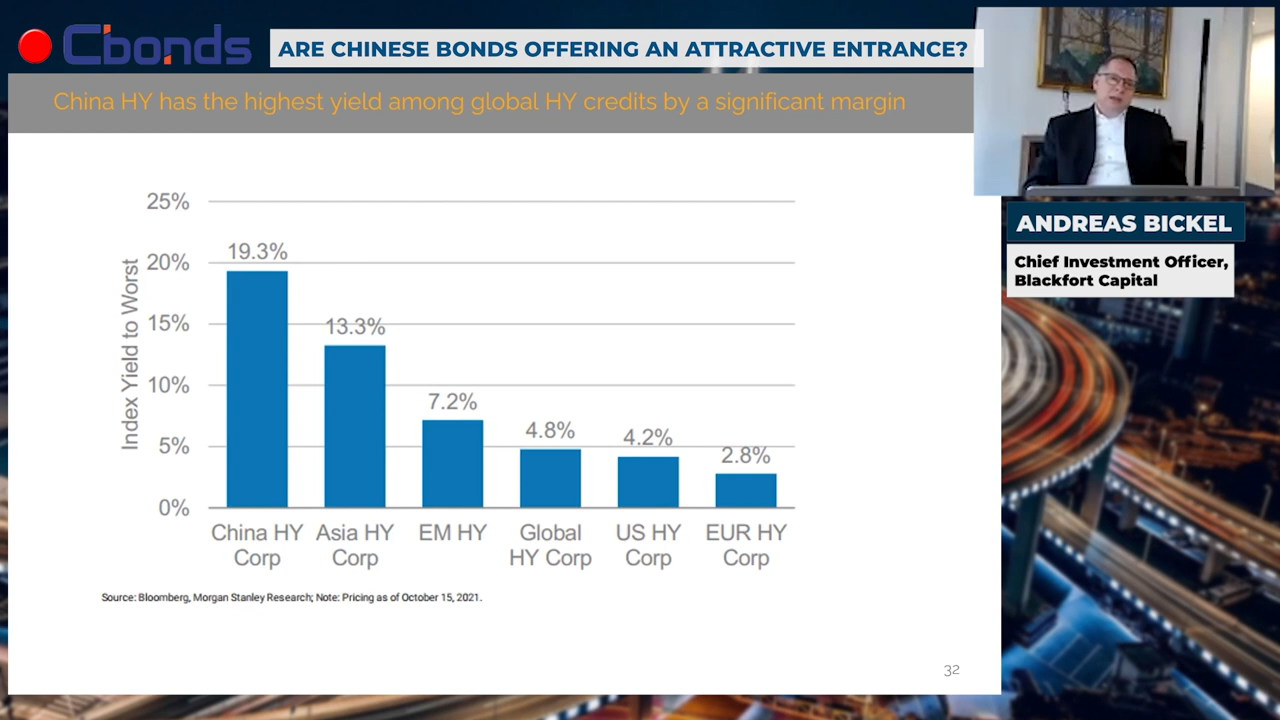 Cbonds
ARE CHINESE BONDS OFFERING AN ATTRACTIVE ENTRANCE?
China HY has the highest yield among global HY credits by a significant margin
ANDREAS BICKEL
Chief Investment Officer,
Blackfort Capital
Index Yield to Worst
25%
20%
15%
10%
5%
0%
19.3%
13.3%
7.2%
4.8%
4.2%
2.8%
China HY
Corp
Asia HY
Corp
EM HY
Global
HY Corp
US HY
Corp
EUR HY
Corp
Source: Bloomberg, Morgan Stanley Research; Note: Pricing as of October 15, 2021.
32